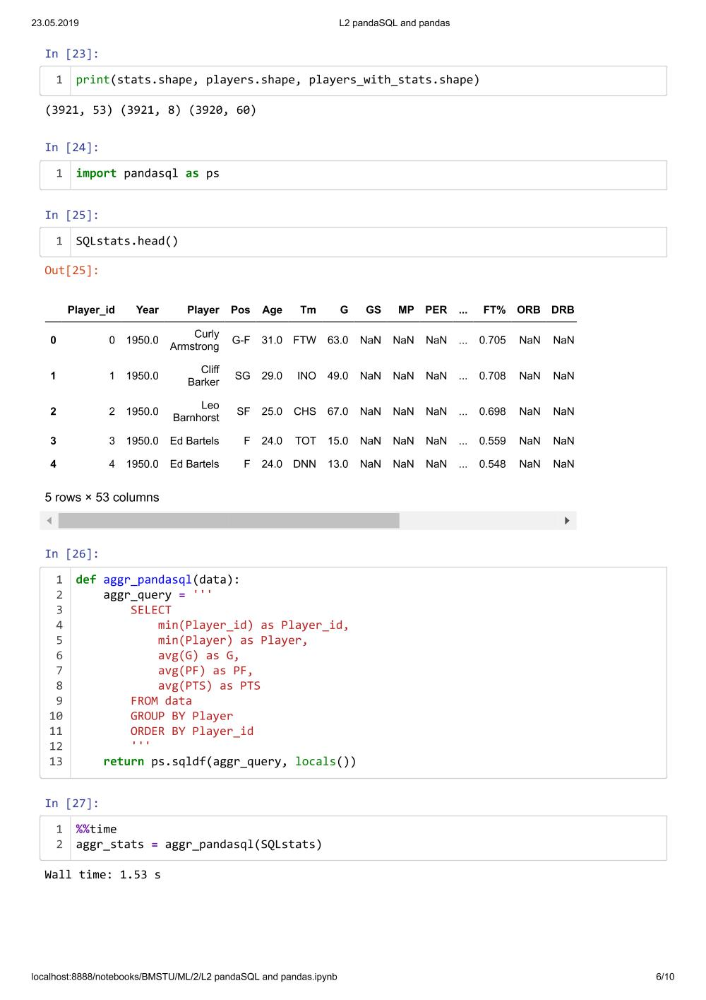 23.05.2019 L2 pandaSQL and pandas
In [23]:
1 print(stats.shape, players.shape, players_with_stats.shape)
(3921, 53) (3921, 8) (3920, 60)
In [24]:
1 import pandasql as ps
In [25]:
1 SQLstats.head()
Out[25]:
Player_id Year Player Pos Age Tm G GS MP PER ... FT% ORB DRB
0 0 1950.0 Curly Armstrong G-F 31.0 FTW 63.0 NaN NaN NaN ... 0.705 NaN NaN
1 1 1950.0 Cliff Barker SG 29.0 INO 49.0 NaN NaN NaN ... 0.708 NaN NaN
2 2 1950.0 Leo Barnhorst SF 25.0 CHS 67.0 NaN NaN NaN ... 0.698 NaN NaN
3 3 1950.0 Ed Bartels F 24.0 TOT 15.0 NaN NaN NaN ... 0.559 NaN NaN
4 4 1950.0 Ed Bartels F 24.0 DNN 13.0 NaN NaN NaN ... 0.548 NaN NaN
5 rows × 53 columns
In [26]:
1 def aggr_pandasql(data):
2     aggr_query = '''
3         SELECT
4             min(Player_id) as Player_id,
5             min(Player) as Player,
6             avg(G) as G,
7             avg(PF) as PF,
8             avg(PTS) as PTS
9         FROM data
10         GROUP BY Player
11         ORDER BY Player_id
12         '''
13     return ps.sqldf(aggr_query, locals())
In [27]:
1 %%time
2 aggr_stats = aggr_pandasql(SQLstats)
Wall time: 1.53 s
localhost:8888/notebooks/BMSTU/ML/2/L2 pandaSQL and pandas.ipynb 6/10